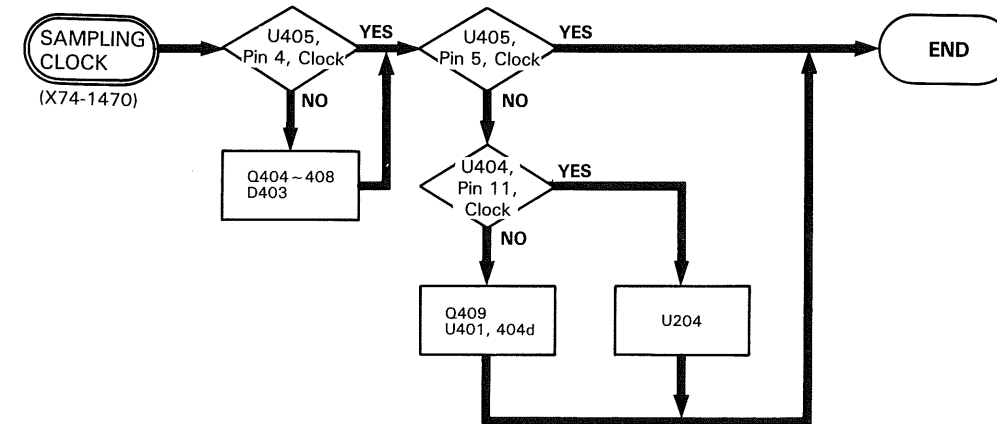 SAMPLING
CLOCK
(X74-1470)
U405,
Pin 4, Clock
YES
NO
Q404~408
D403
U405,
Pin 5, Clock
YES
NO
U404,
Pin 11,
Clock
YES
NO
Q409
U401, 404d
U204
END